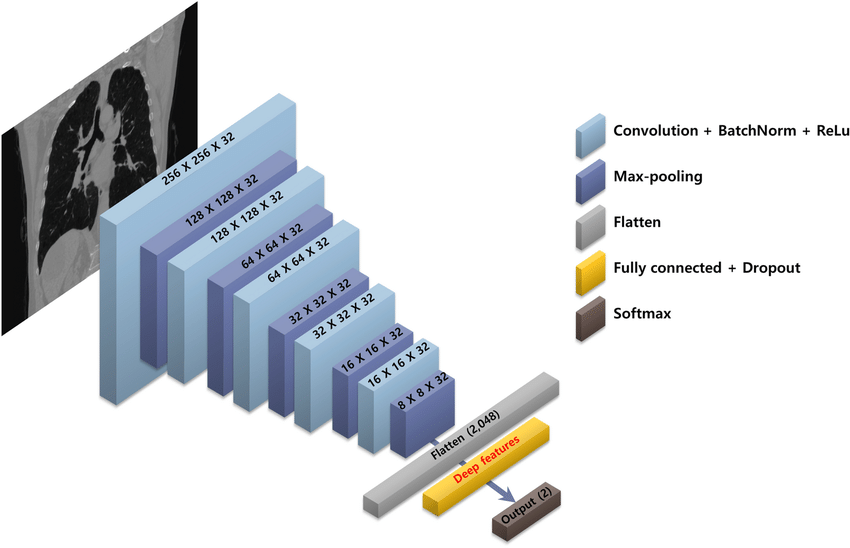 256 X 256 X 32
128 X 128 X 32
128 X 128 X 32
64 X 64 X 32
64 X 64 X 32
32 X 32 X 32
32 X 32 X 32
16 X 16 X 32
16 X 16 X 32
8 X 8 X 32
Flatten (2,048)
Deep features
Output (2)
Convolution + BatchNorm + ReLu
Max-pooling
Flatten
Fully connected + Dropout
Softmax